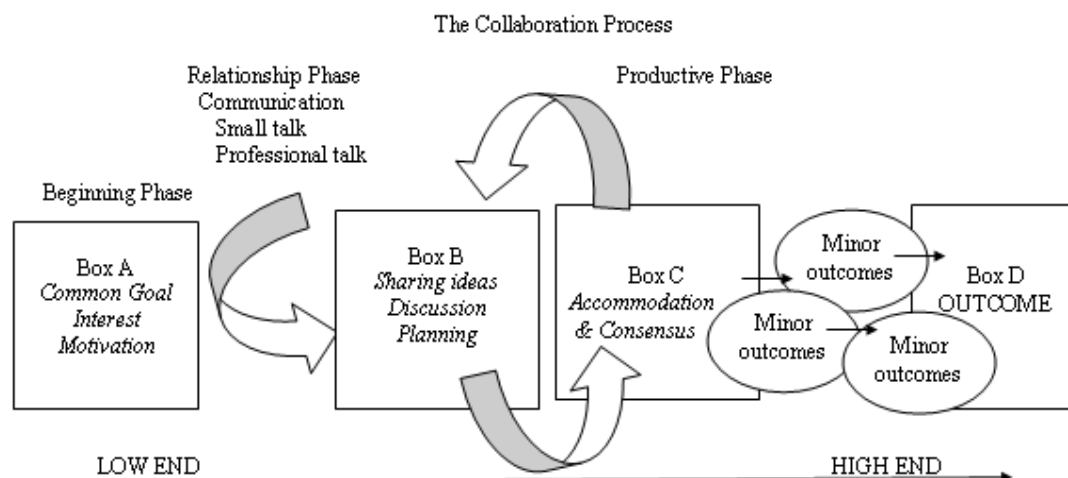 The Collaboration Process
Relationship Phase
Communication
Small talk
Professional talk
Productive Phase
Beginning Phase
Box A
Common Goal
Interest
Motivation
Box B
Sharing ideas
Discussion
Planning
Box C
Accommodation
& Consensus
Minor
outcomes
Minor
outcomes
Minor
outcomes
Box D
OUTCOME
LOW END
HIGH END